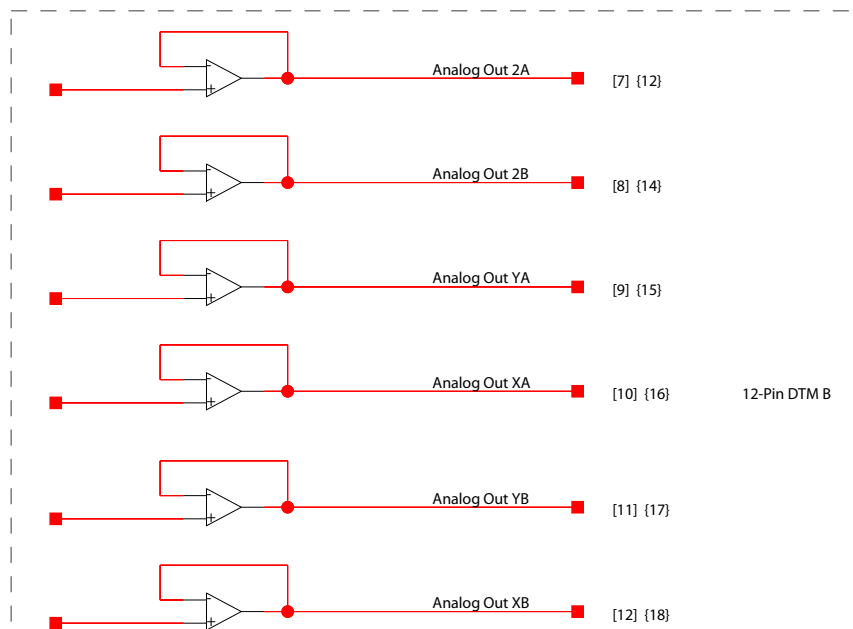 Analog Out 2A [7] {12}
Analog Out 2B [8] {14}
Analog Out YA [9] {15}
Analog Out XA [10] {16} 12-Pin DTM B
Analog Out YB [11] {17}
Analog Out XB [12] {18}